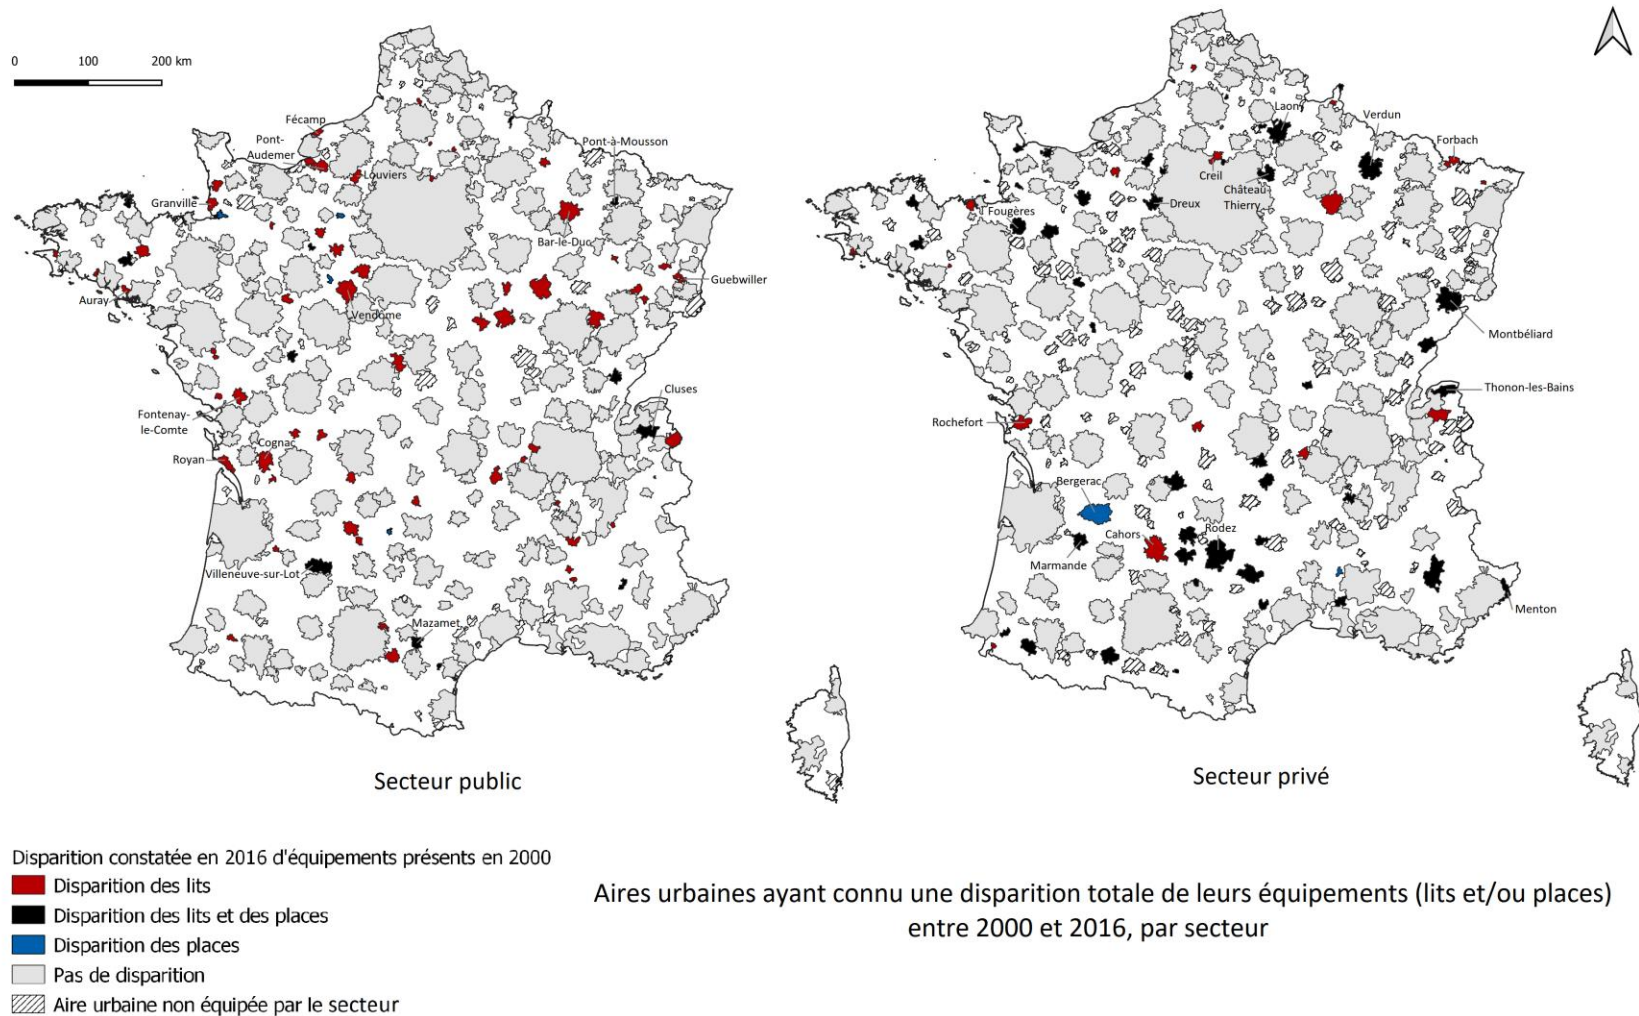 0 100 200 km
Fécamp
Pont-
Audemer
Louviers
Granville
Pont-à-Mousson
Bar-le-Duc
Guebwiller
Auray
Vendôme
Cluses
Fontenay-
le-Comte
Cognac
Royan
Villeneuve-sur-Lot
Mazamet
Secteur public
Laon
Verdun
Forbach
Creil
Château-
Thierry
Dreux
Fougères
Montbéliard
Thonon-les-Bains
Rochefort
Bergerac
Cahors
Rodez
Marmande
Menton
Secteur privé
Disparition constatée en 2016 d'équipements présents en 2000
Disparition des lits
Disparition des lits et des places
Disparition des places
Pas de disparition
Aire urbaine non équipée par le secteur
Aires urbaines ayant connu une disparition totale de leurs équipements (lits et/ou places)
entre 2000 et 2016, par secteur